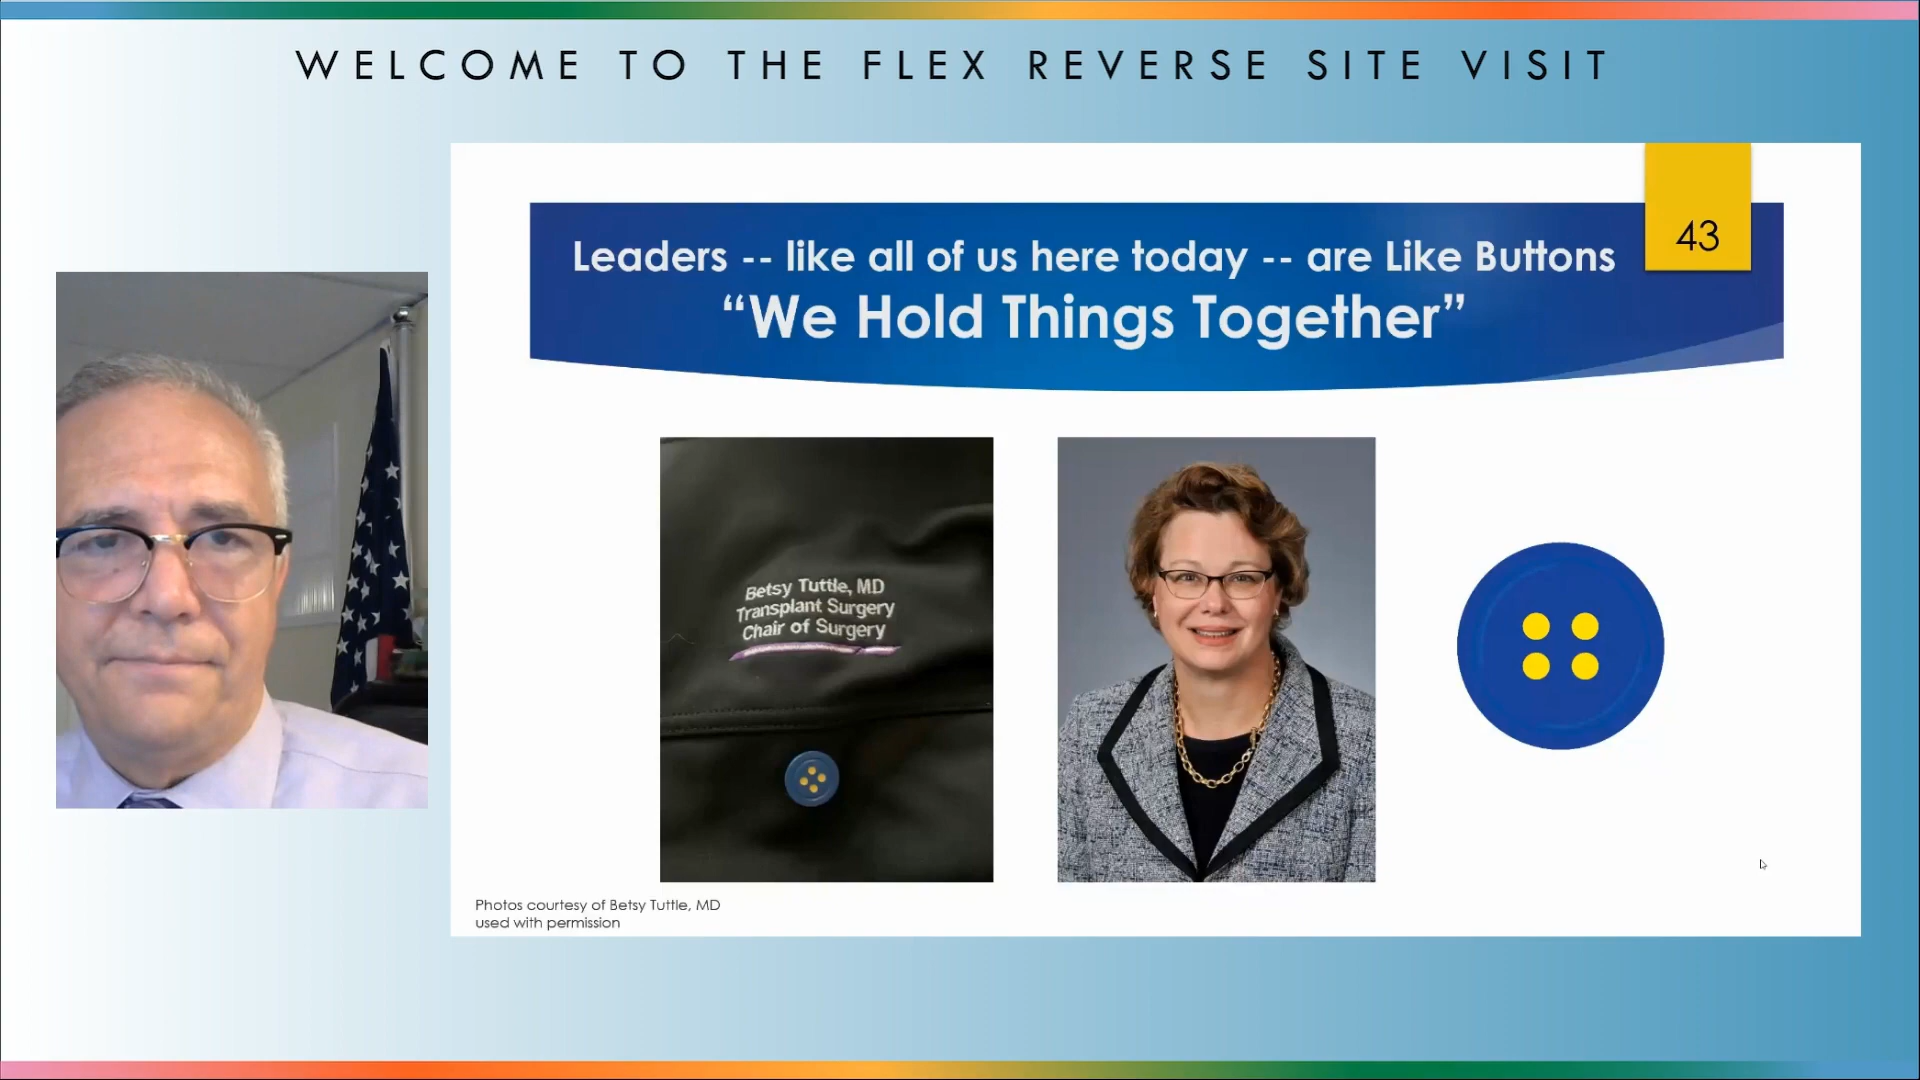 WELCOME TO THE FLEX REVERSE SITE VISIT
43
Leaders -- like all of us here today -- are Like Buttons
“We Hold Things Together”
Betsy Tuttle, MD
Transplant Surgery
Chair of Surgery
Photos courtesy of Betsy Tuttle, MD
used with permission